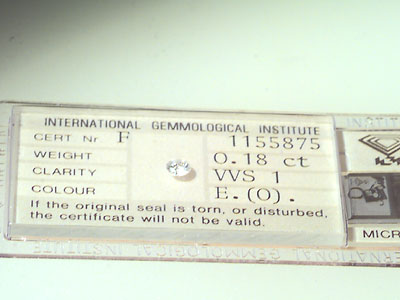 INTERNATIONAL GEMMOLOGICAL INSTITUTE
CERT. Nr F 1155875
WEIGHT 0.18 ct
CLARITY VVS 1
COLOUR E.(O).
If the original seal is torn, or disturbed,
the certificate will not be valid.
MICR